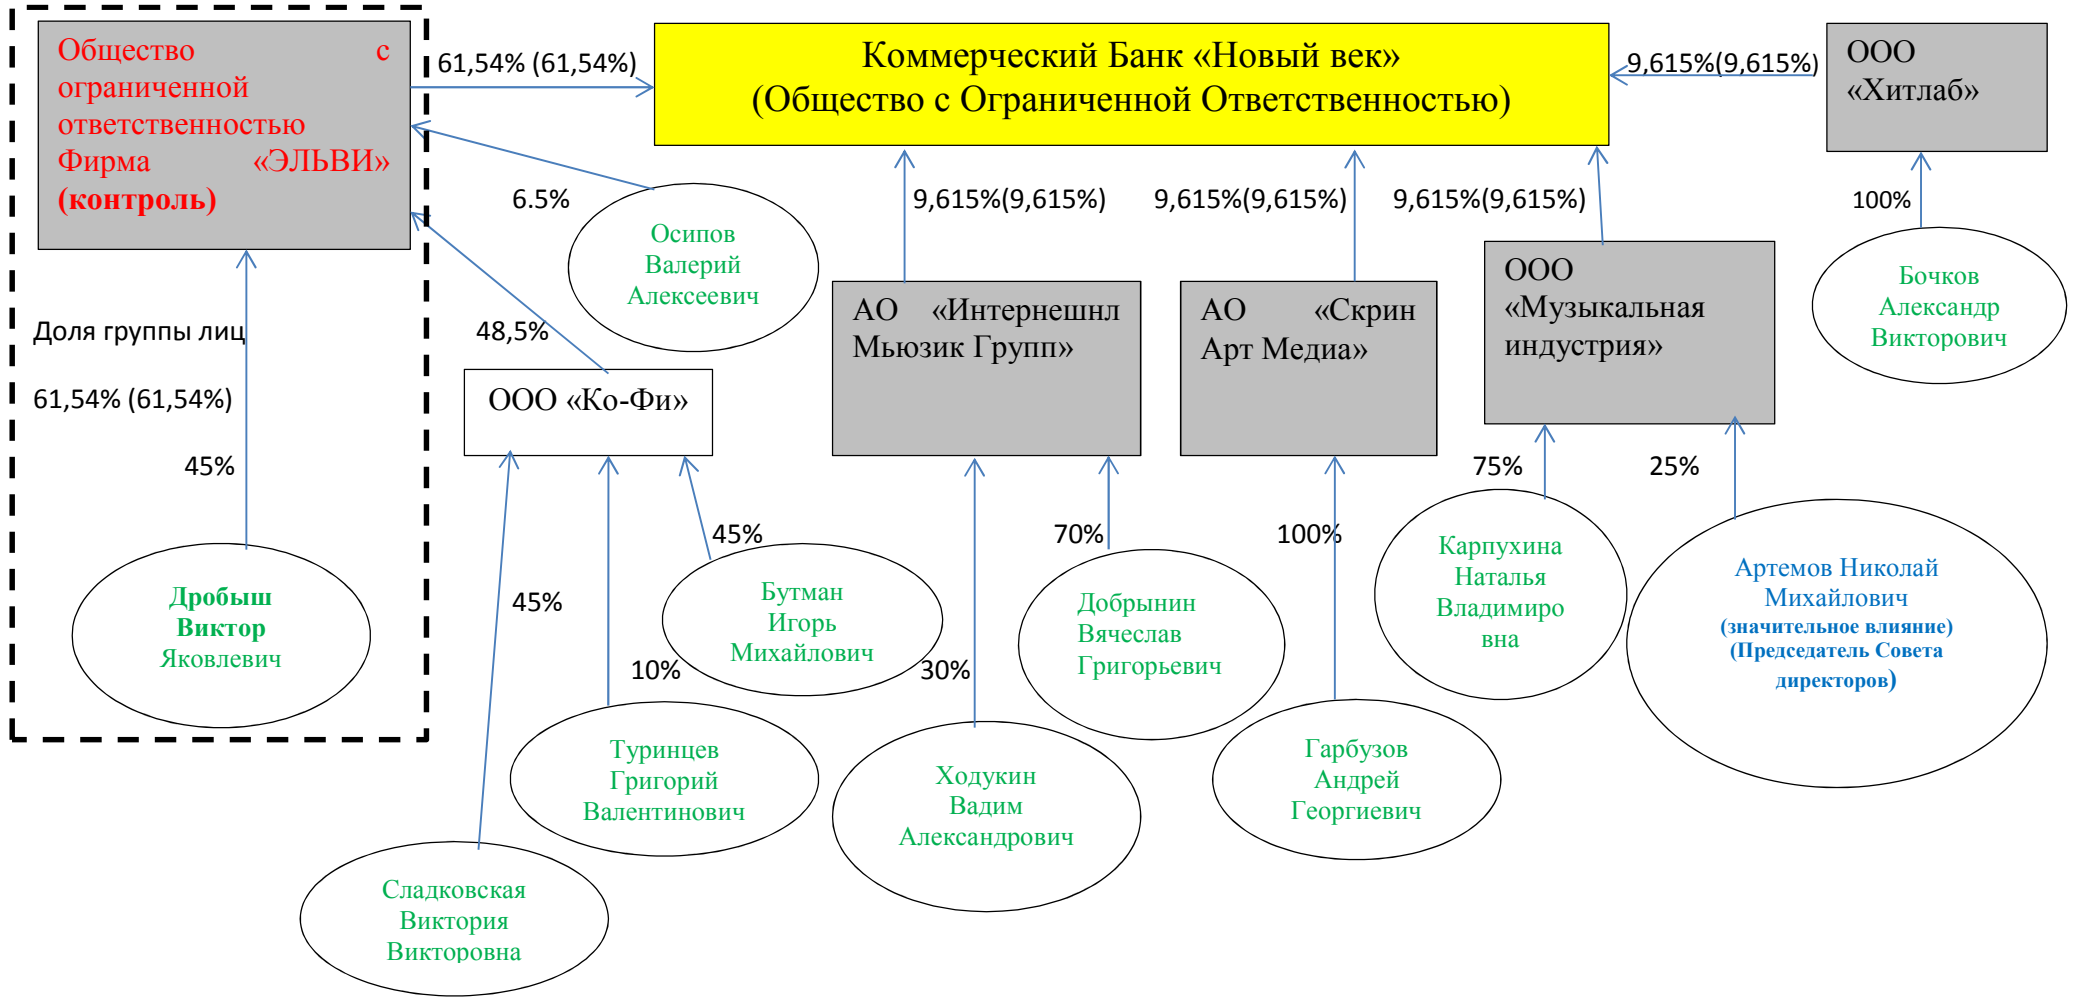 Общество с
ограниченной
ответственностью
Фирма «ЭЛЬВИ»
(контроль)
61,54% (61,54%)
Коммерческий Банк «Новый век»
(Общество с Ограниченной Ответственностью)
9,615%(9,615%)
ООО
«Хитлаб»
6.5%
Осипов
Валерий
Алексеевич
9,615%(9,615%)
9,615%(9,615%)
9,615%(9,615%)
100%
Бочков
Александр
Викторович
Доля группы лиц
61,54% (61,54%)
45%
48,5%
ООО «Ко-Фи»
АО «Интернешнл
Мьюзик Групп»
АО «Скрин
Арт Медиа»
ООО
«Музыкальная
индустрия»
75%
25%
45%
45%
10%
30%
70%
100%
Дробыш
Виктор
Яковлевич
Бутман
Игорь
Михайлович
Добрынин
Вячеслав
Григорьевич
Карпухина
Наталья
Владимиро
вна
Артемов Николай
Михайлович
(значительное влияние)
(Председатель Совета
директоров)
Туринцев
Григорий
Валентинович
Ходукин
Вадим
Александрович
Гарбузов
Андрей
Георгиевич
Сладковская
Виктория
Викторовна